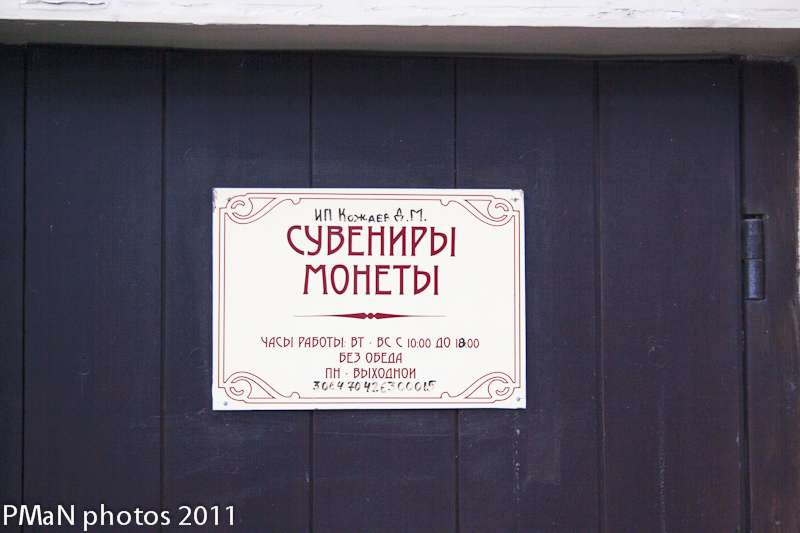 ИП Кожаев Д.М.
СУВЕНИРЫ
МОНЕТЫ
ЧАСЫ РАБОТЫ: ВТ · ВС С 10:00 ДО 18:00
БЕЗ ОБЕДА
ПН · ВЫХОДНОЙ
306470426300015
PMaN photos 2011